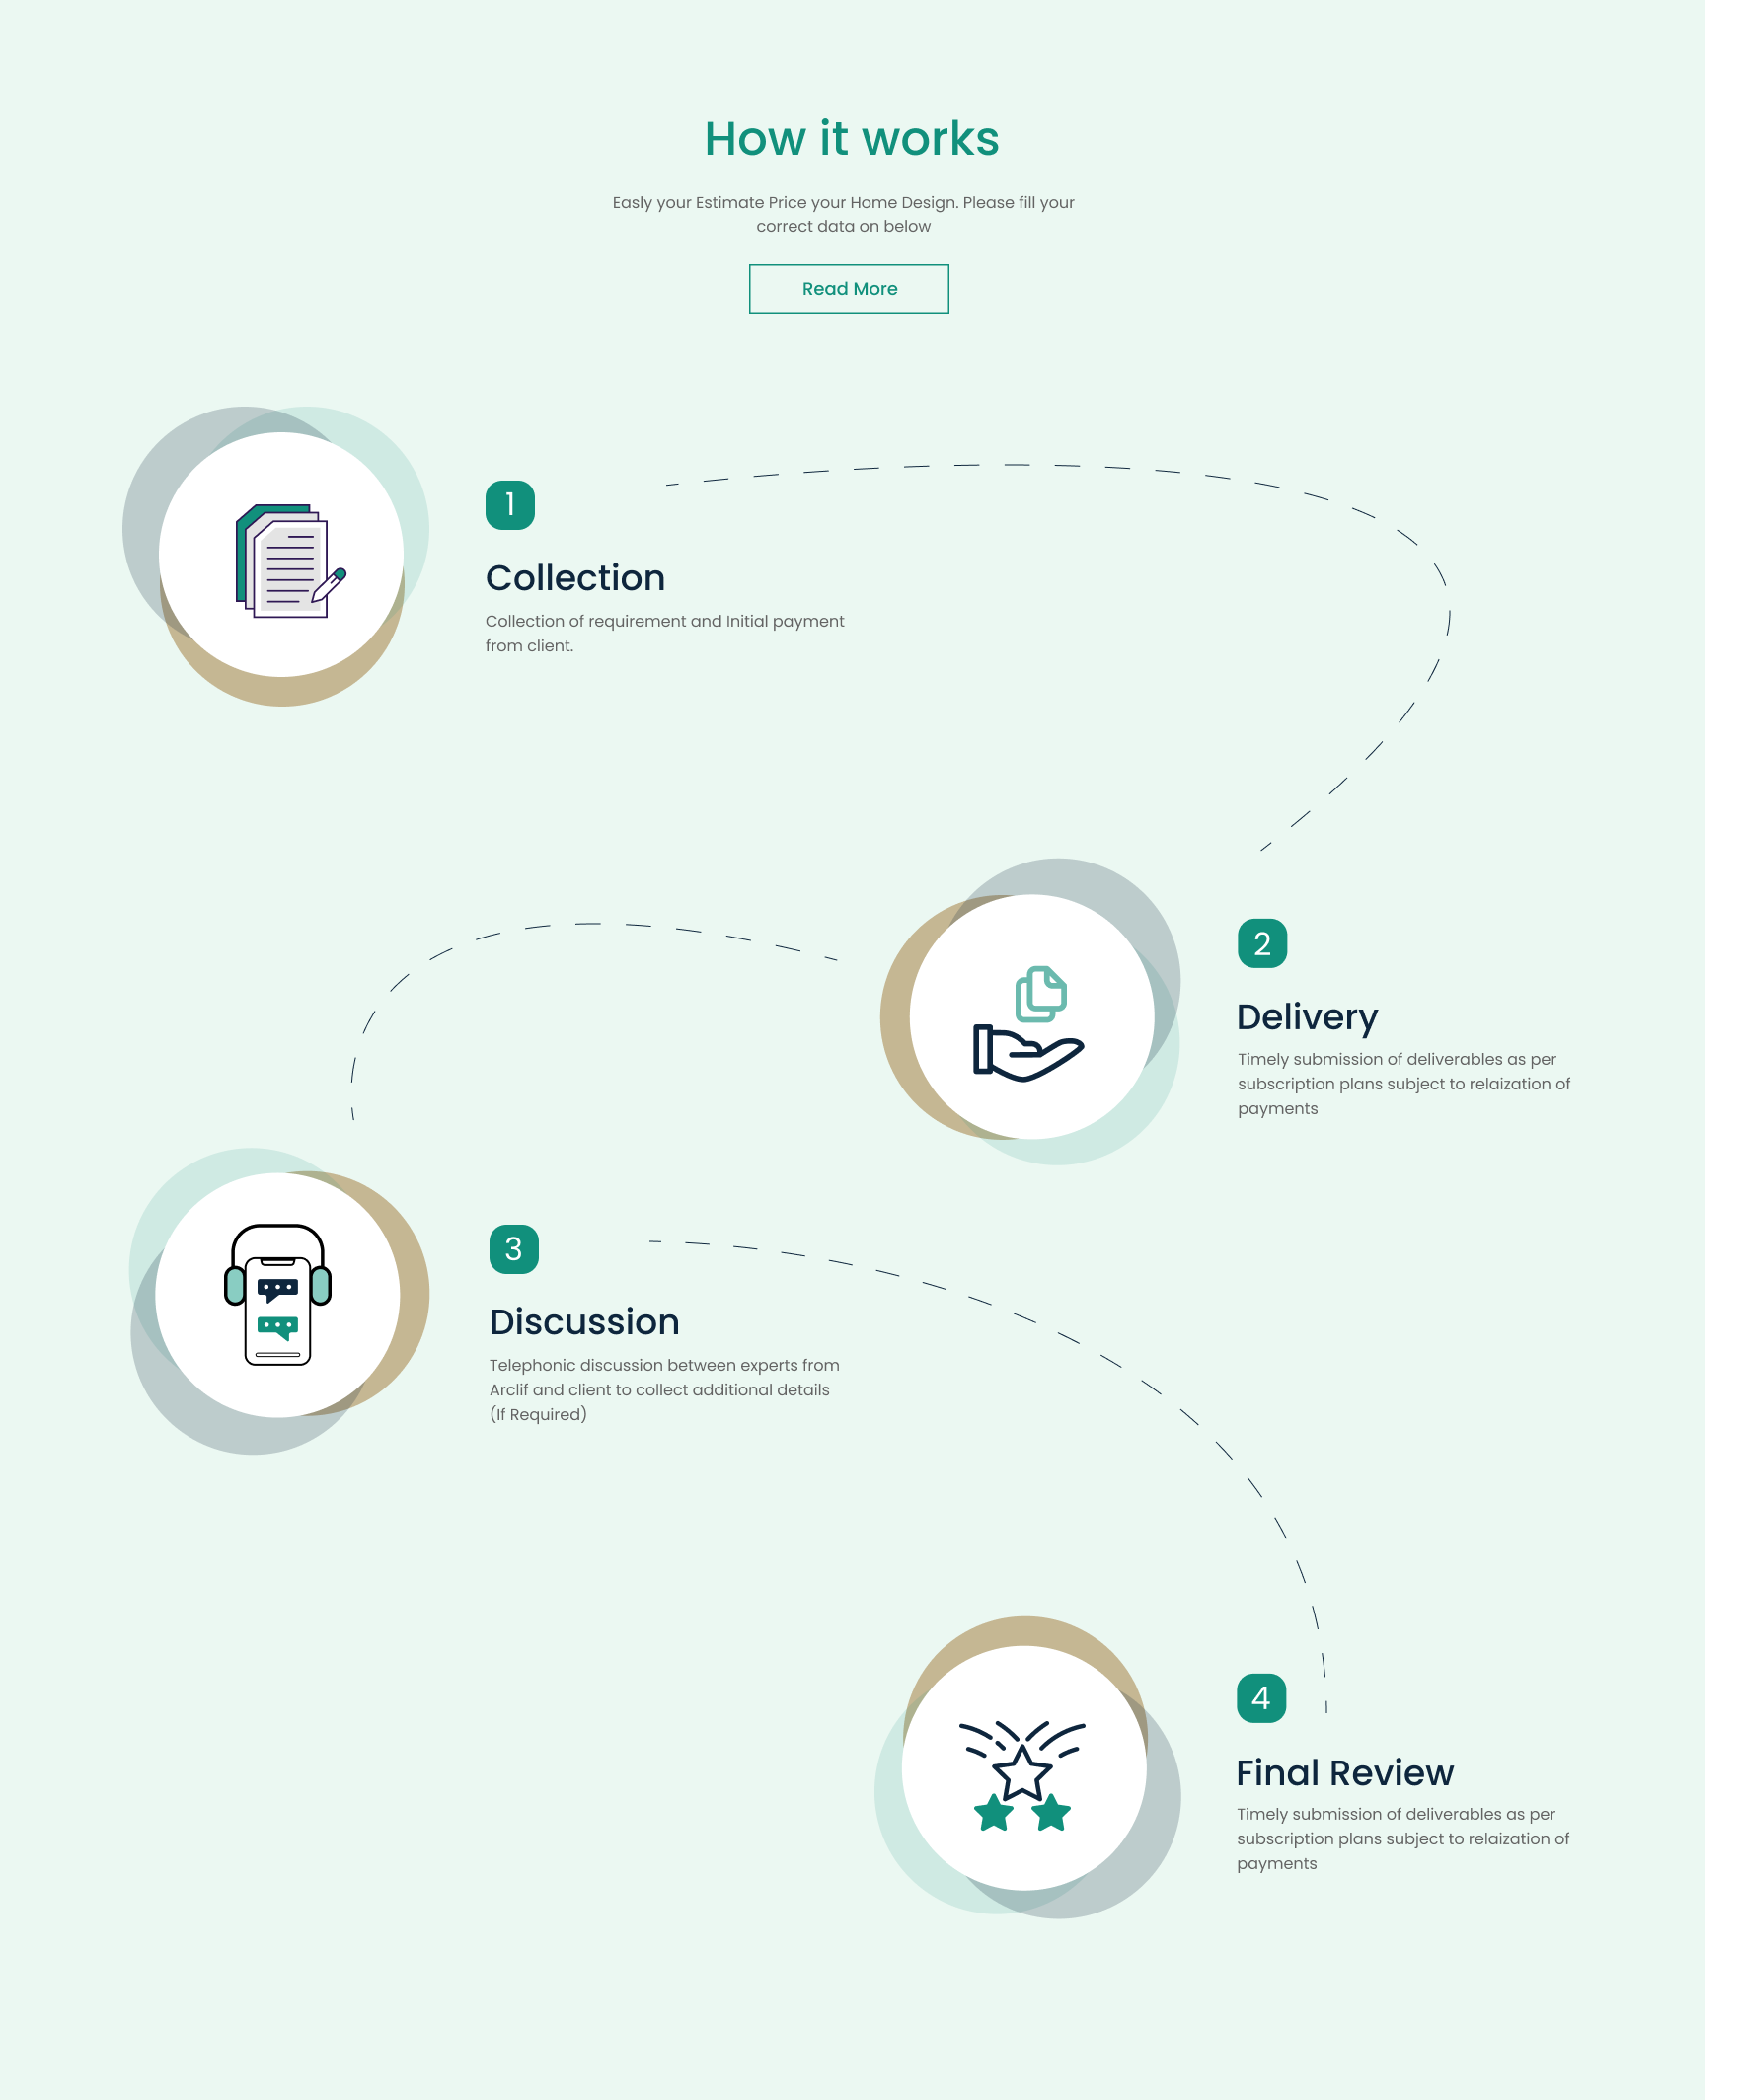 How it works
Easly your Estimate Price your Home Design. Please fill your
correct data on below
Read More
1
Collection
Collection of requirement and Initial payment
from client.
2
Delivery
Timely submission of deliverables as per
subscription plans subject to relaization of
payments
3
Discussion
Telephonic discussion between experts from
Arclif and client to collect additional details
(If Required)
4
Final Review
Timely submission of deliverables as per
subscription plans subject to relaization of
payments